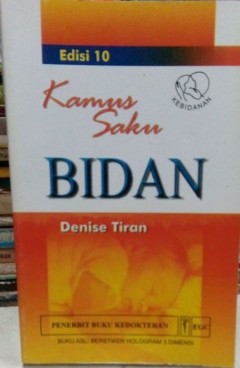 Edisi 10
KEBIDANAN
Kamus
Saku
BIDAN
Denise Tiran
PENERBIT BUKU KEDOKTERAN EGC
BUKU ASLI BERSTIKER HOLOGRAM 3 DIMENSI